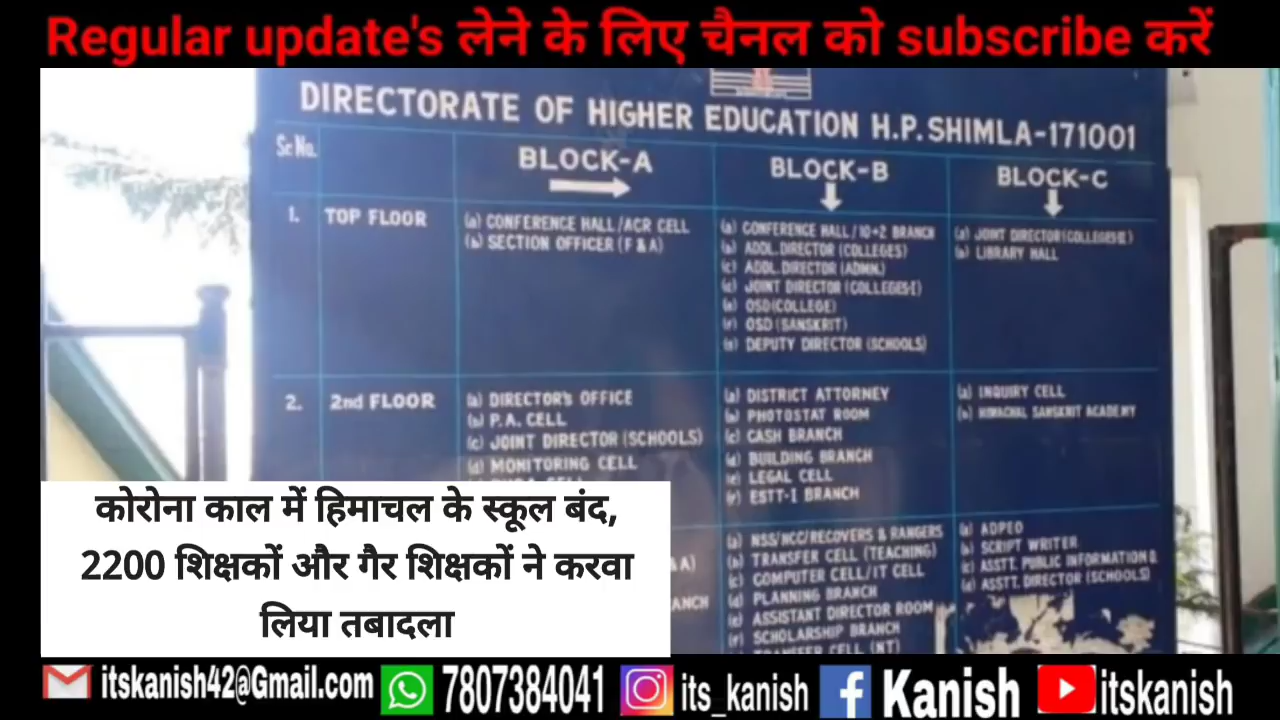 Regular update's लेने के लिए चैनल को subscribe करें
DIRECTORATE OF HIGHER EDUCATION H.P. SHIMLA-171001
Sr.No.
BLOCK-A
BLOCK-B
BLOCK-C
1. TOP FLOOR
(a) CONFERENCE HALL/ACR CELL
(b) SECTION OFFICER (F & A)
(a) CONFERENCE HALL/10+2 BRANCH
(b) ADDL.DIRECTOR (COLLEGES)
(c) ADDL.DIRECTOR (ADMN.)
(d) JOINT DIRECTOR (COLLEGES-I)
(e) OSD(COLLEGE)
(f) OSD (SANSKRIT)
(g) DEPUTY DIRECTOR (SCHOOLS)
(a) JOINT DIRECTOR(COLLEGES-II)
(b) LIBRARY HALL
2. 2nd FLOOR
(a) DIRECTOR'S OFFICE
(b) P.A. CELL
(c) JOINT DIRECTOR (SCHOOLS)
(d) MONITORING CELL
(a) DISTRICT ATTORNEY
(b) PHOTOSTAT ROOM
(c) CASH BRANCH
(d) BUILDING BRANCH
(e) LEGAL CELL
(f) ESTT-I BRANCH
(a) INQUIRY CELL
(b) HIMACHAL SANSKRIT ACADEMY
& A)
ANCH
(a) NSS/NCC/RECOVERS & RANGERS
(b) TRANSFER CELL (TEACHING)
(c) COMPUTER CELL/IT CELL
(d) PLANNING BRANCH
(e) ASSISTANT DIRECTOR ROOM
(f) SCHOLARSHIP BRANCH
TRANSFER CELL (NT)
(a) ADPEO
(b) SCRIPT WRITER
(c) ASSTT. PUBLIC INFORMATION
(d) ASSTT. DIRECTOR (SCHOOLS)
कोरोना काल में हिमाचल के स्कूल बंद,
2200 शिक्षकों और गैर शिक्षकों ने करवा
लिया तबादला
itskanish42@Gmail.com 7807384041 its_kanish Kanish itskanish